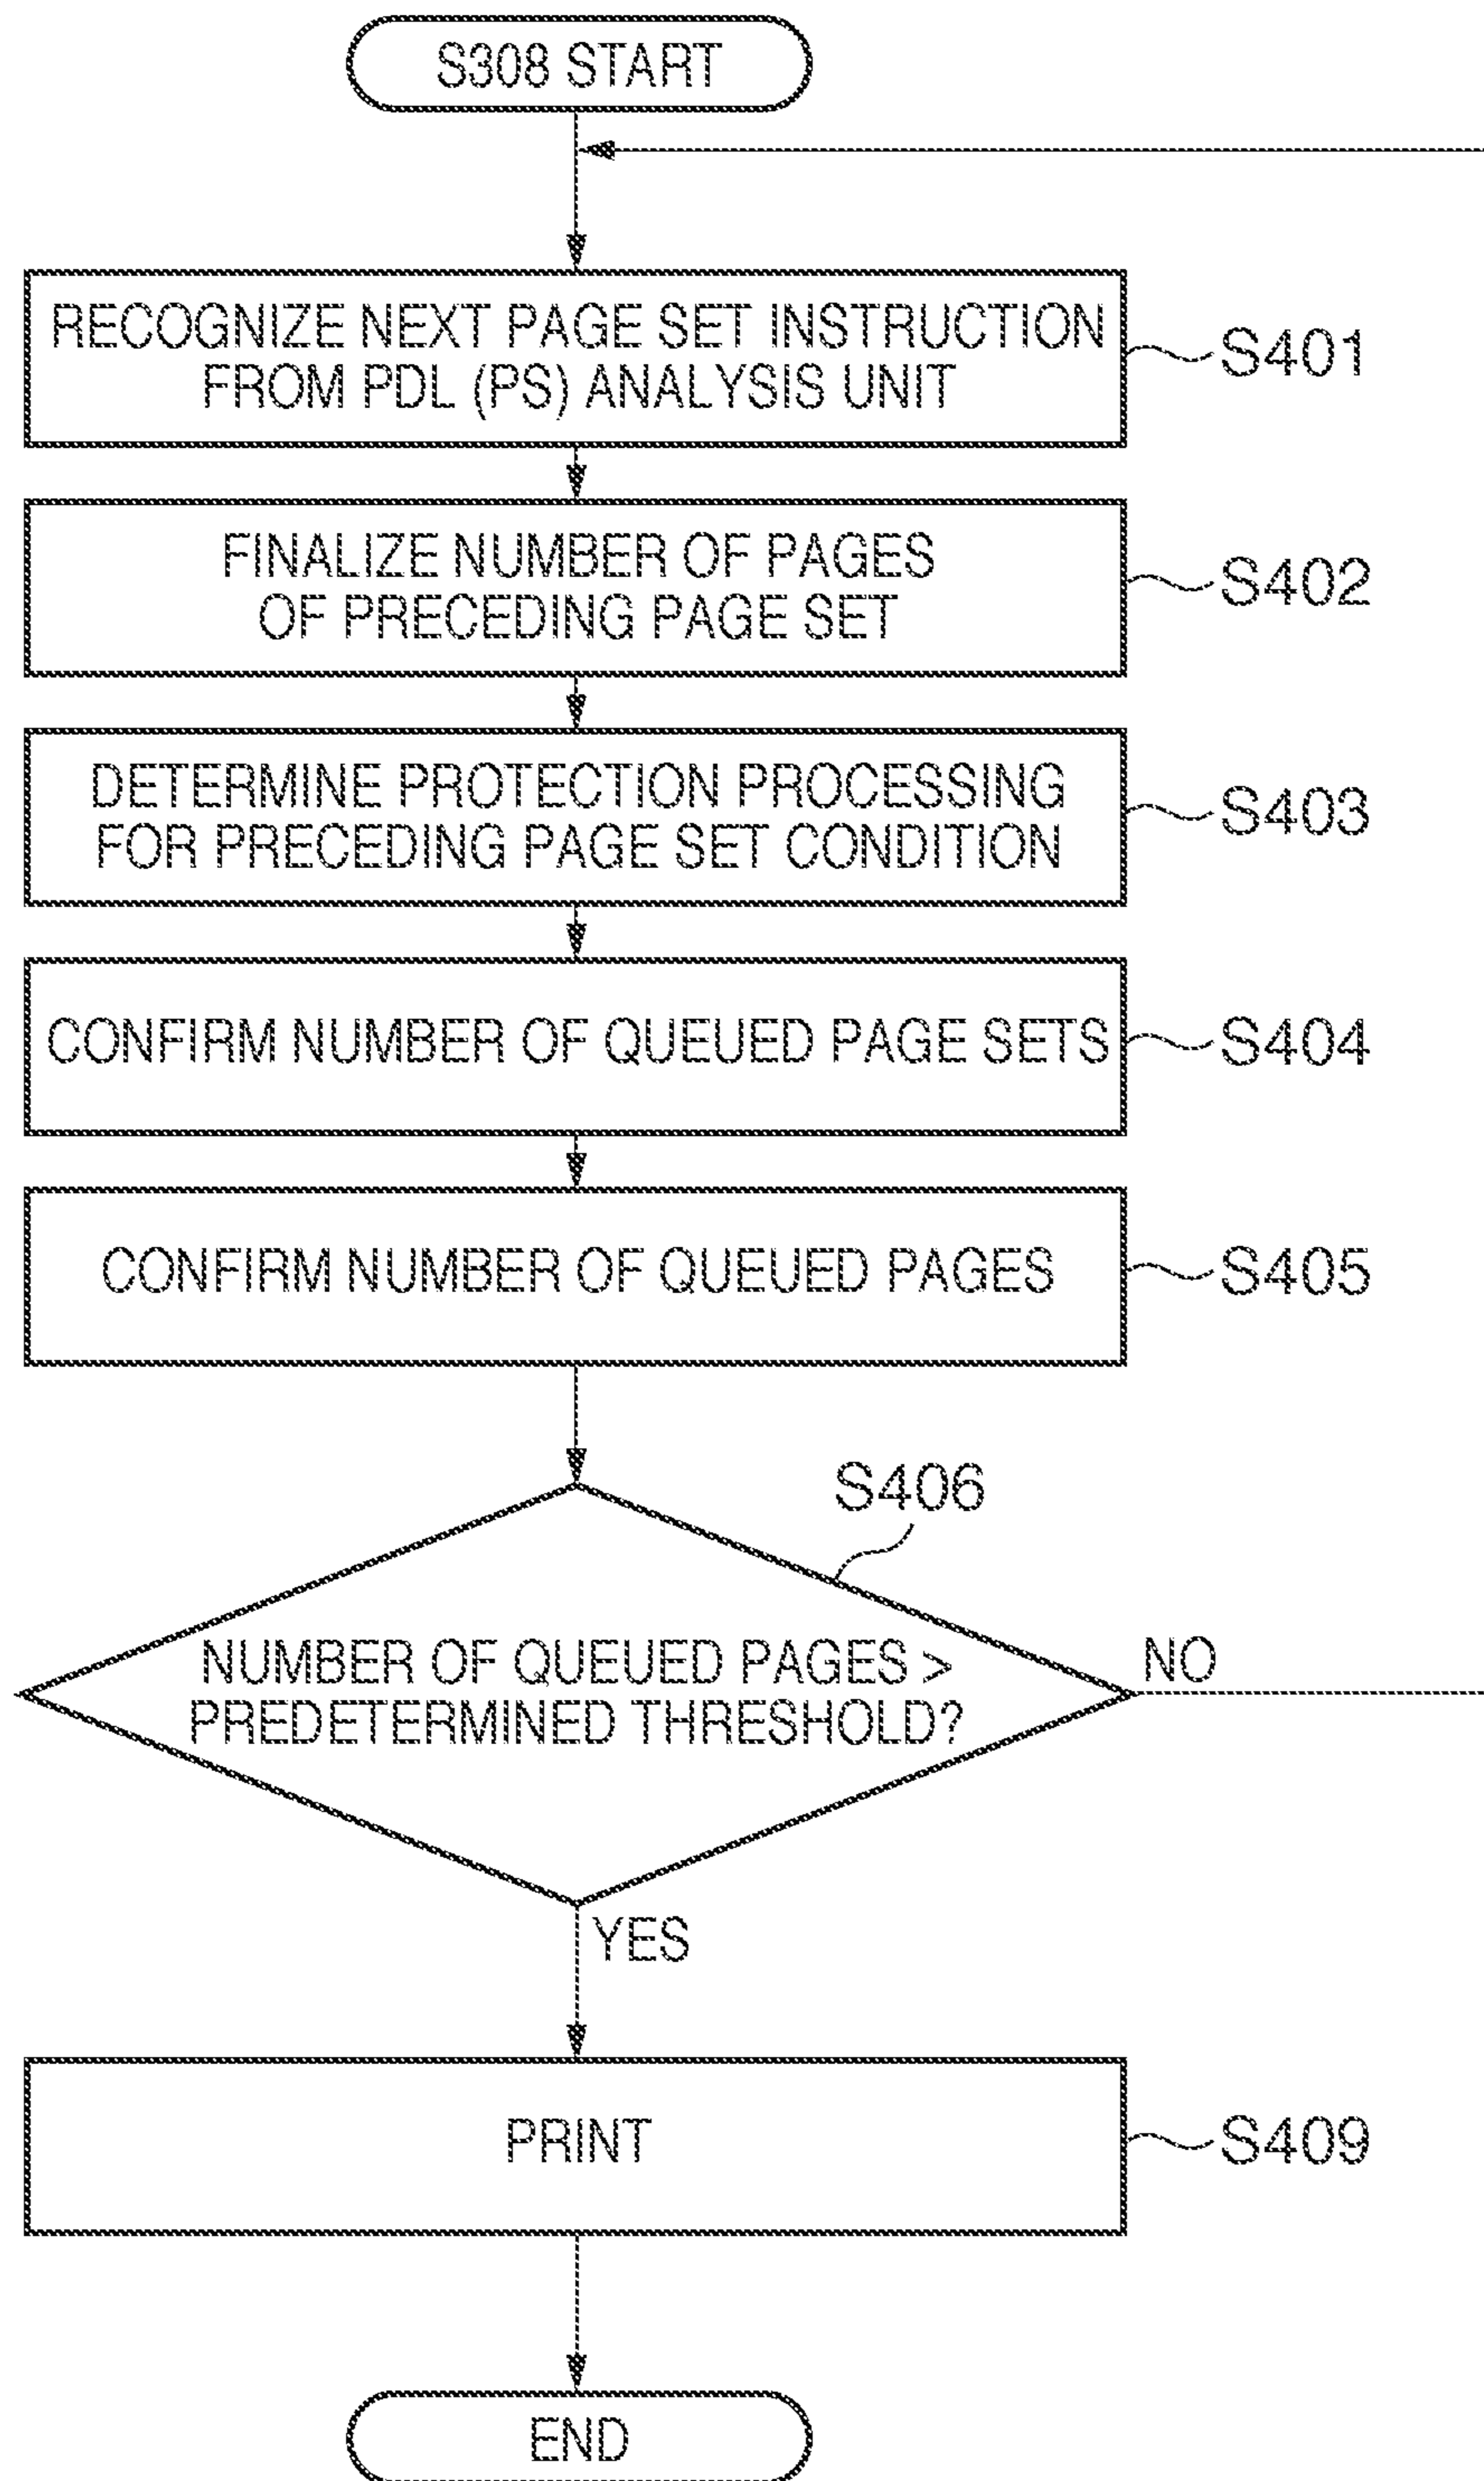 S308 START
RECOGNIZE NEXT PAGE SET INSTRUCTION
FROM PDL (PS) ANALYSIS UNIT
S401
FINALIZE NUMBER OF PAGES
OF PRECEDING PAGE SET
S402
DETERMINE PROTECTION PROCESSING
FOR PRECEDING PAGE SET CONDITION
S403
CONFIRM NUMBER OF QUEUED PAGE SETS
S404
CONFIRM NUMBER OF QUEUED PAGES
S405
S406
NUMBER OF QUEUED PAGES >
PREDETERMINED THRESHOLD?
NO
YES
PRINT
S409
END